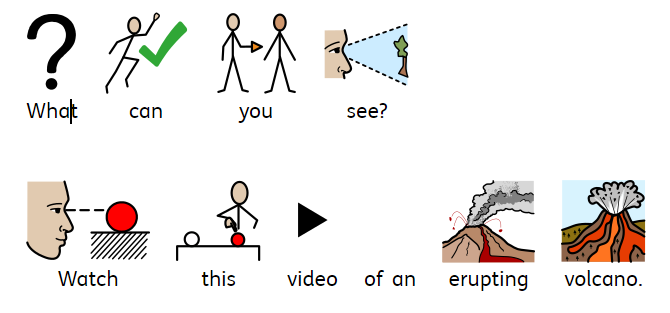 What can you see?
Watch this video of an erupting volcano.